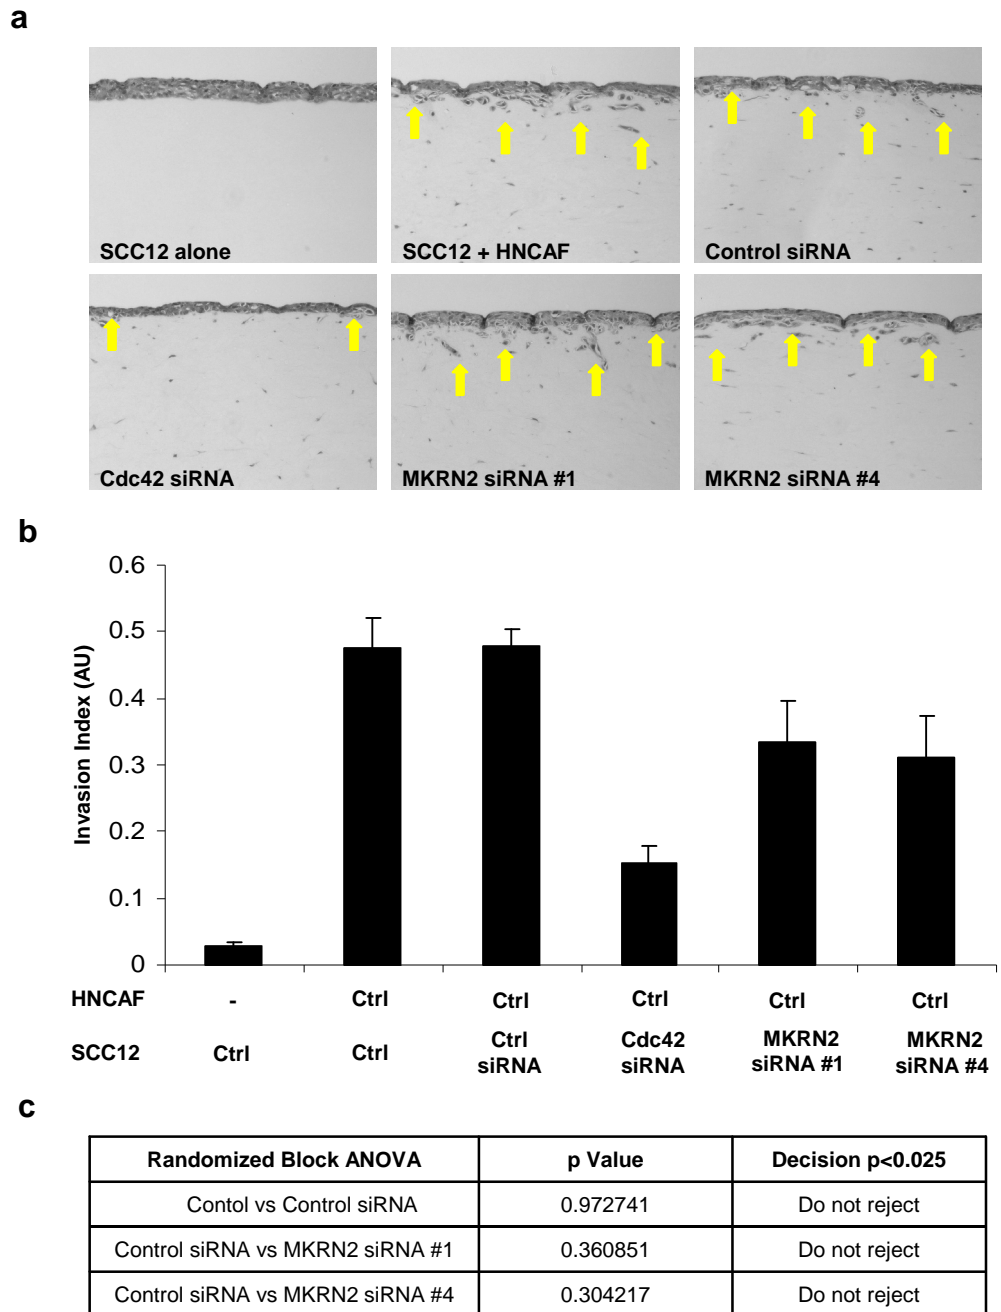 a
SCC12 alone
SCC12 + HNCAF
Control siRNA
Cdc42 siRNA
MKRN2 siRNA #1
MKRN2 siRNA #4
b
Invasion Index (AU)
0.6
0.5
0.4
0.3
0.2
0.1
0
HNCAF - Ctrl Ctrl Ctrl Ctrl Ctrl
SCC12 Ctrl Ctrl Ctrl siRNA Cdc42 siRNA MKRN2 siRNA #1 MKRN2 siRNA #4
c
Randomized Block ANOVA p Value Decision p<0.025
Contol vs Control siRNA 0.972741 Do not reject
Control siRNA vs MKRN2 siRNA #1 0.360851 Do not reject
Control siRNA vs MKRN2 siRNA #4 0.304217 Do not reject